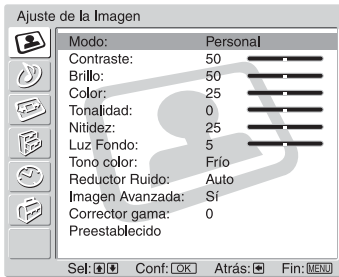 Ajuste de la Imagen
Modo: Personal
Contraste: 50
Brillo: 50
Color: 25
Tonalidad: 0
Nitidez: 25
Luz Fondo: 5
Tono color: Frío
Reductor Ruido: Auto
Imagen Avanzada: Sí
Corrector gama: 0
Preestablecido
Sel: Conf: OK Atrás: Fin: MENU